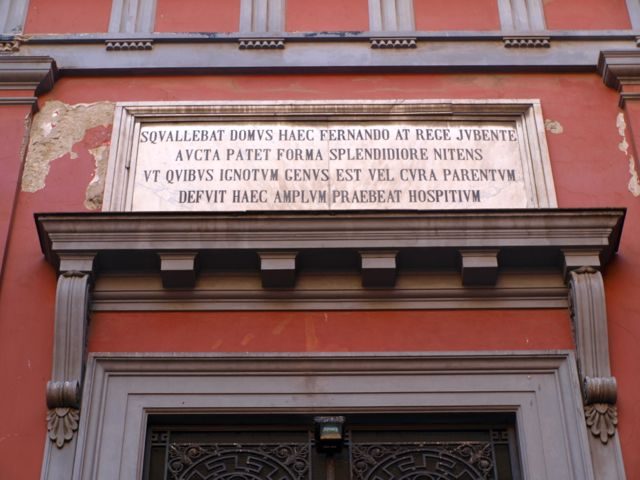 SQVALLEBAT DOMVS HAEC FERNANDO AT REGE JVBENTE
AVCTA PATET FORMA SPLENDIDIORE NITENS
VT QVIBVS IGNOTVM GENVS EST VEL CVRA PARENTVM
DEFVIT HAEC AMPLVM PRAEBEAT HOSPITIVM